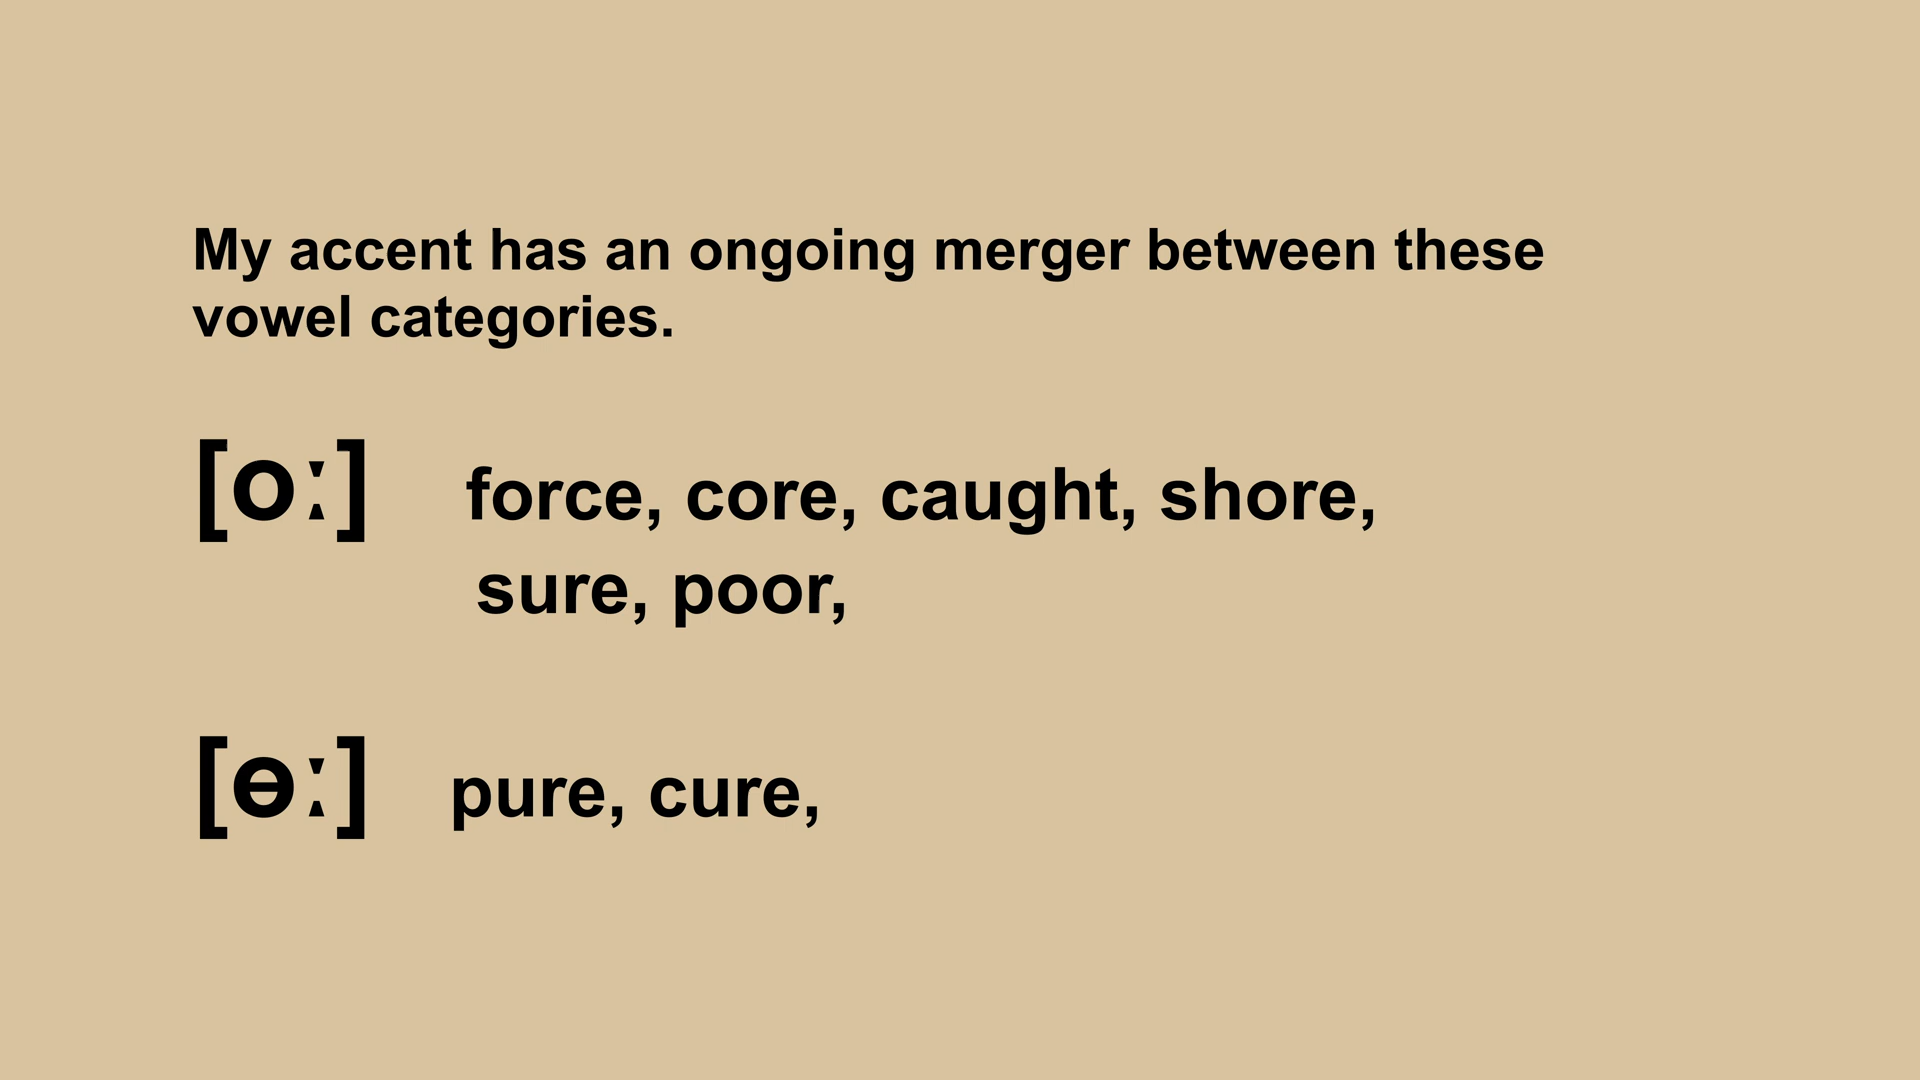 My accent has an ongoing merger between these
vowel categories.
[oː] force, core, caught, shore,
sure, poor,
[ɵː] pure, cure,